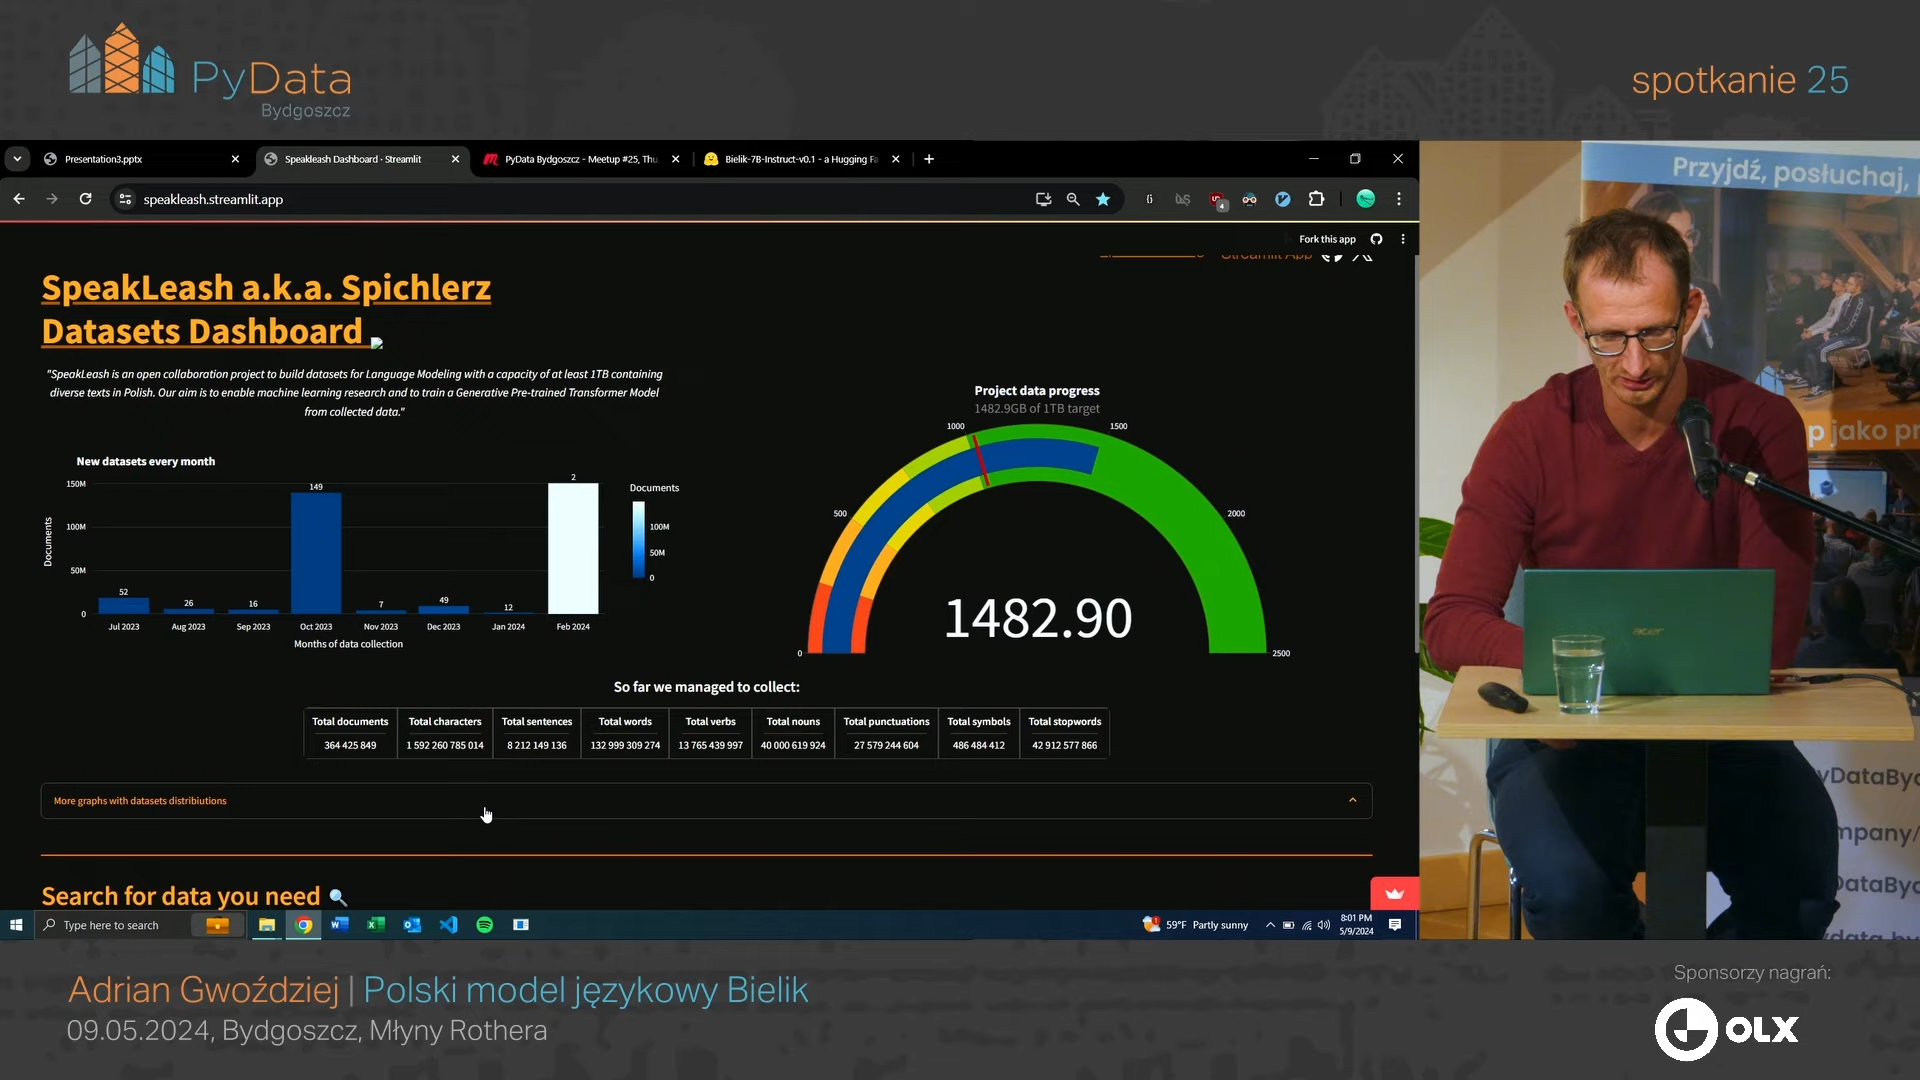 PyData
Bydgoszcz
spotkanie 25
Presentation3.pptx
Speakleash Dashboard · Streamlit
PyData Bydgoszcz - Meetup #25, Thu
Bielik-7B-Instruct-v0.1 - a Hugging Fa
speakleash.streamlit.app
4
Fork this app
Streamlit App
SpeakLeash a.k.a. Spichlerz
Datasets Dashboard
"SpeakLeash is an open collaboration project to build datasets for Language Modeling with a capacity of at least 1TB containing
diverse texts in Polish. Our aim is to enable machine learning research and to train a Generative Pre-trained Transformer Model
from collected data."
New datasets every month
Documents
150M
100M
50M
0
52
26
16
149
7
49
12
2
Jul 2023
Aug 2023
Sep 2023
Oct 2023
Nov 2023
Dec 2023
Jan 2024
Feb 2024
Months of data collection
Documents
100M
50M
0
Project data progress
1482.9GB of 1TB target
0
500
1000
1500
2000
2500
1482.90
So far we managed to collect:
Total documents Total characters Total sentences Total words Total verbs Total nouns Total punctuations Total symbols Total stopwords
364 425 849 1 592 260 785 014 8 212 149 136 132 999 309 274 13 765 439 997 40 000 619 924 27 579 244 604 486 484 412 42 912 577 866
More graphs with datasets distribiutions
Search for data you need
Type here to search
59°F Partly sunny
8:01 PM
5/9/2024
Przyjdź, posłuchaj,
p jako pr
acer
yDataByd
mpany/
DataByd
Adrian Gwoździej | Polski model językowy Bielik
09.05.2024, Bydgoszcz, Młyny Rothera
Sponsorzy nagrań:
OLX